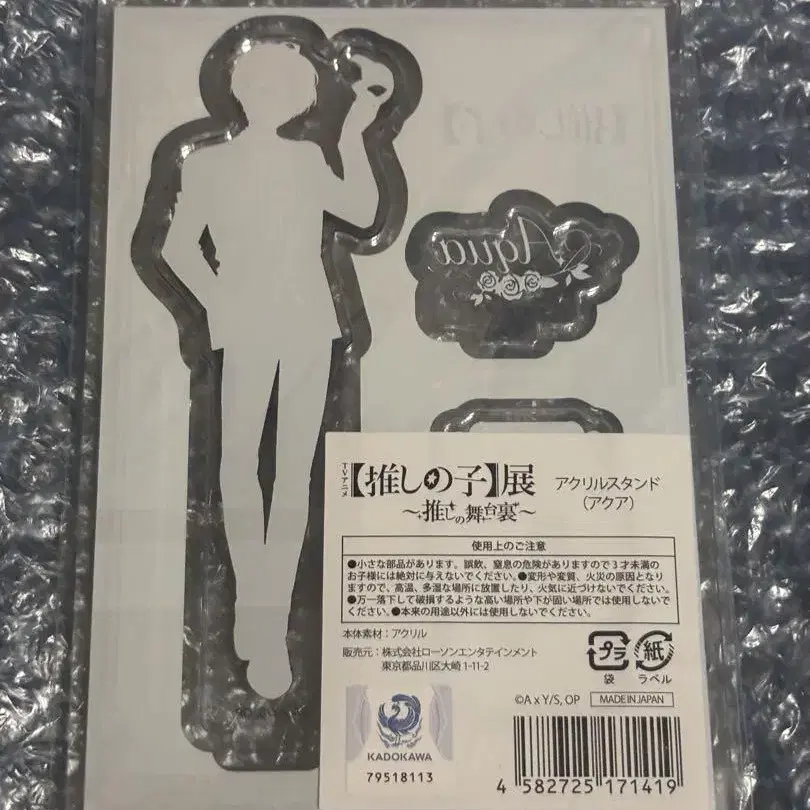 【推しの子】
Aqua
TVアニメ
【推しの子】展
～推しの舞台裏～
アクリルスタンド
（アクア）
使用上のご注意
●小さな部品があります。誤飲、窒息の危険がありますので3才未満の
お子様には絶対に与えないでください。●変形や変質、火災の原因となり
ますので、高温、多湿な場所に放置したり、火気に近づけないでください。
●万一落下して破損するような高い場所や下が固い場所では使用しないで
ください。●本来の用途以外には使用しないでください。
本体素材：アクリル
販売元：株式会社ローソンエンタテインメント
東京都品川区大崎 1-11-2
プラ
袋
紙
ラベル
©A x Y/S, OP
MADE IN JAPAN
KADOKAWA
79518113
4 582725 171419